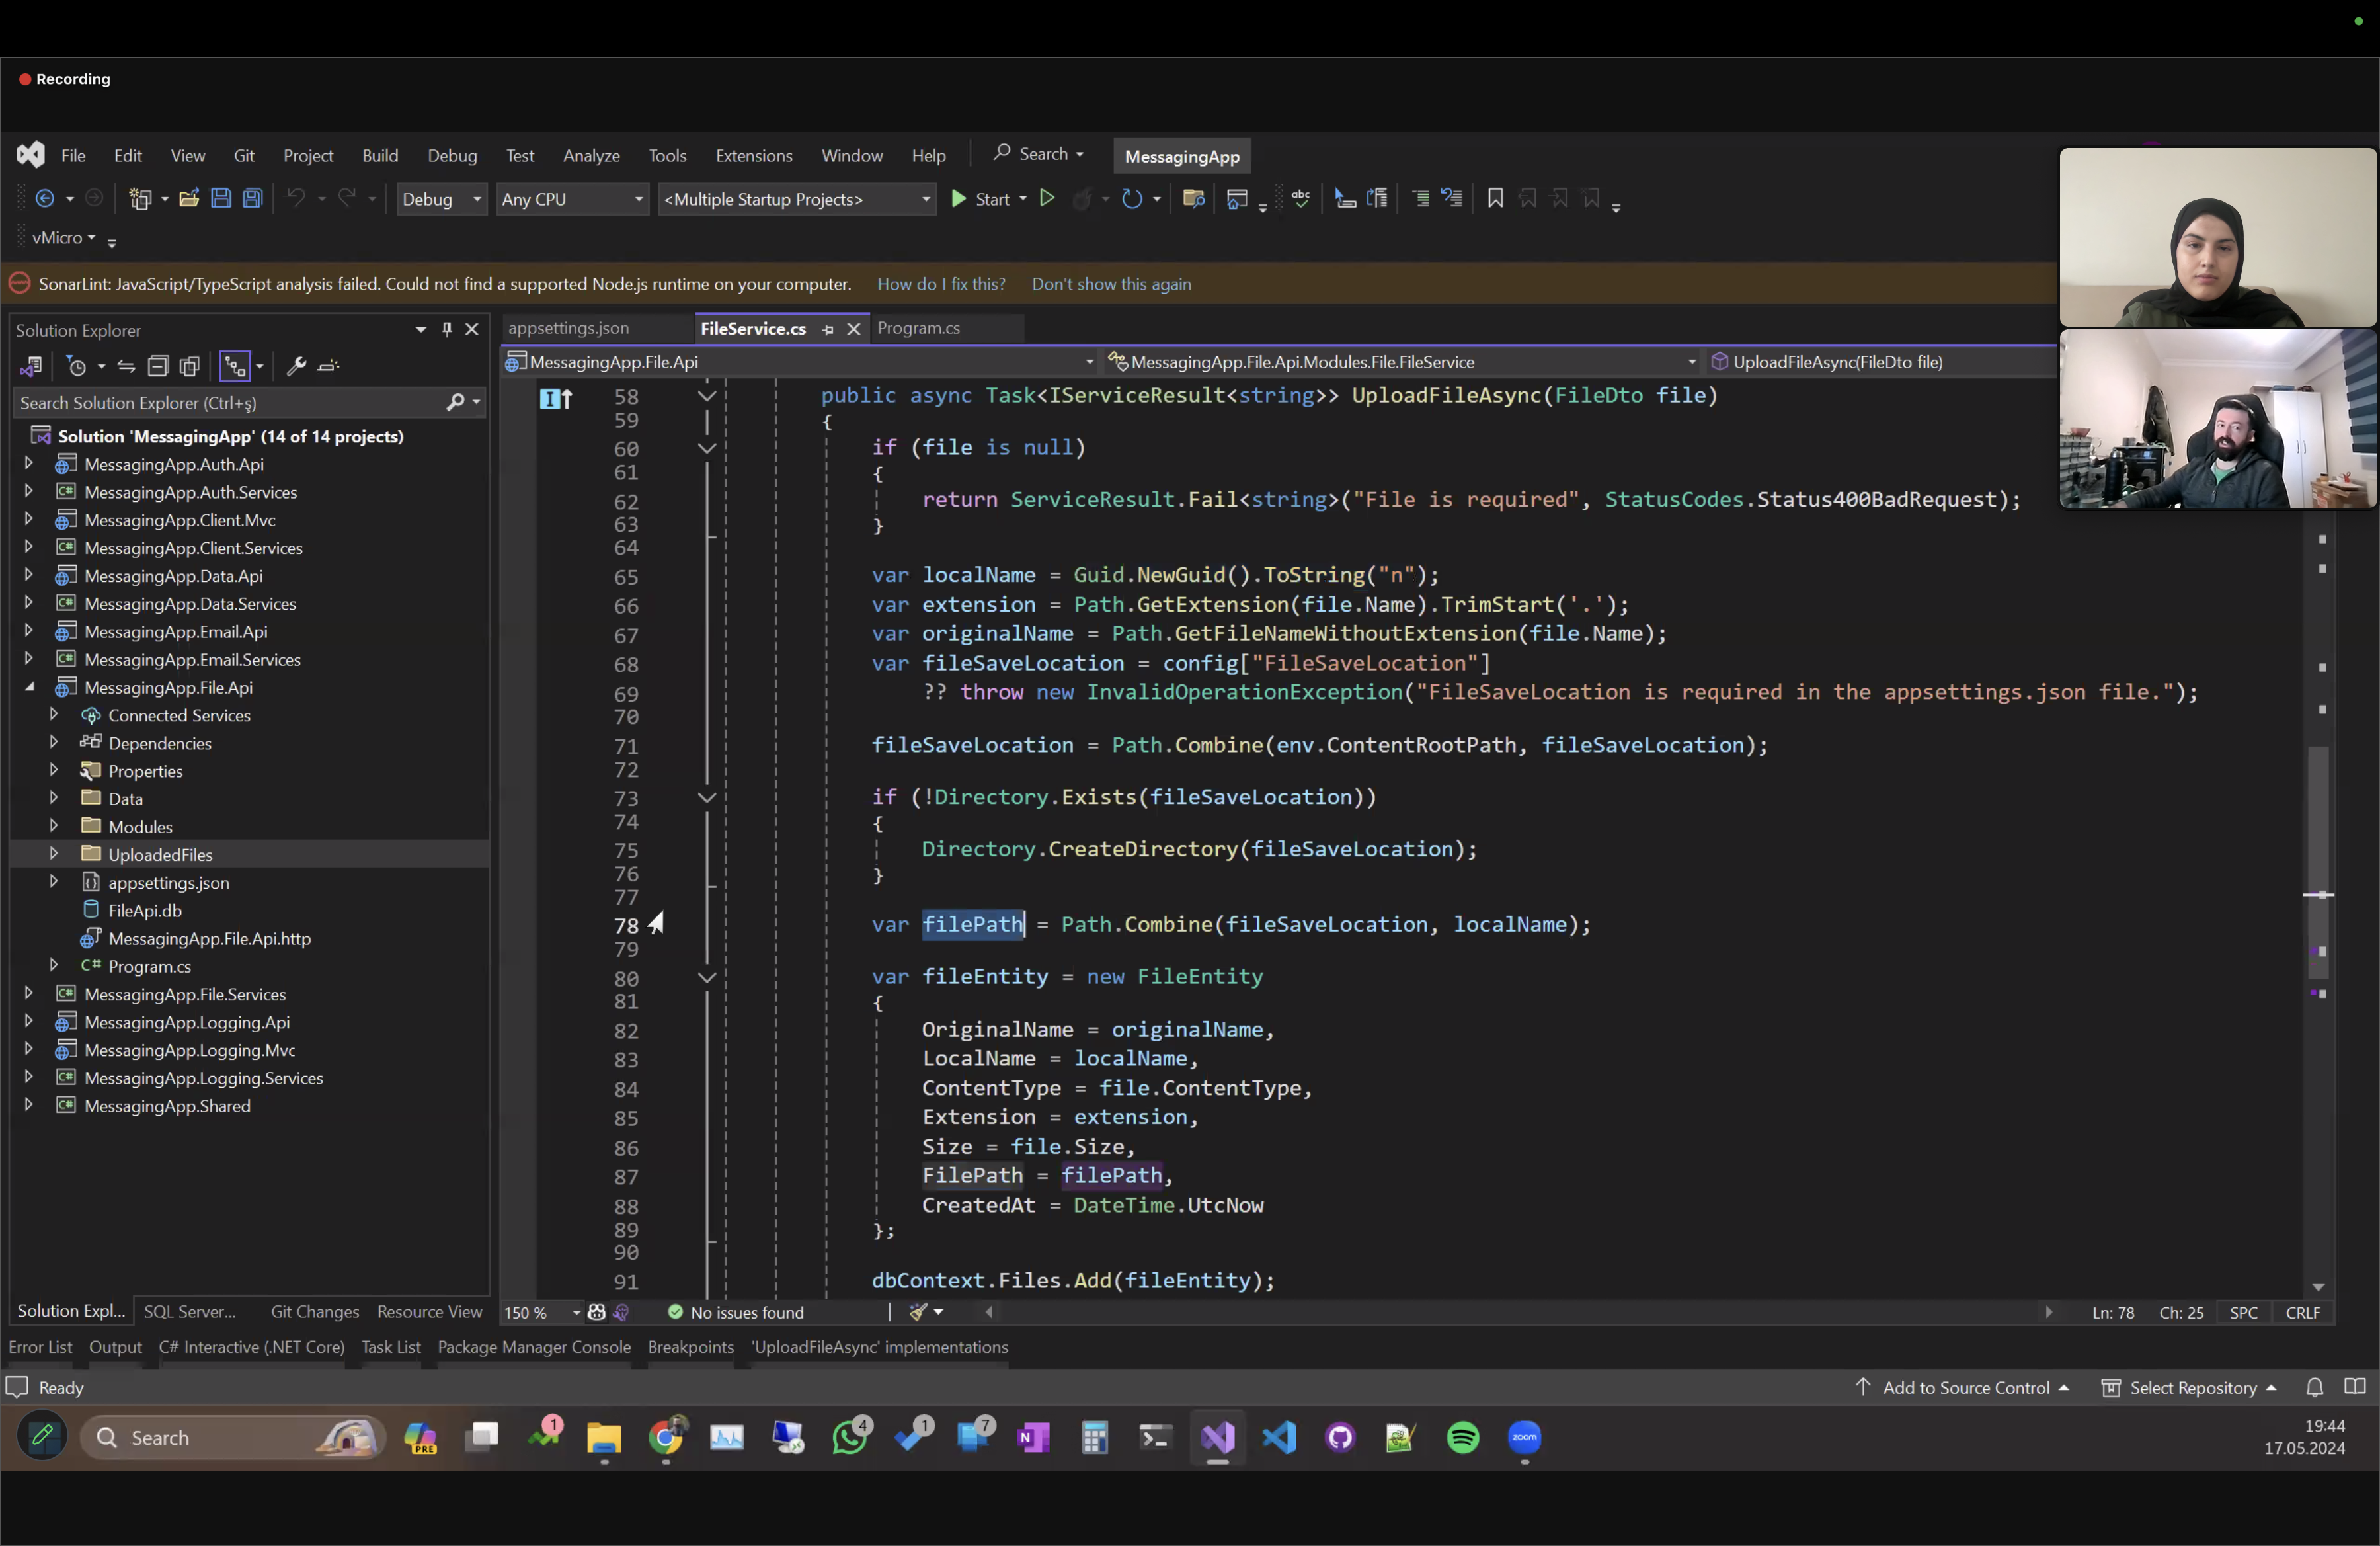 Recording
File Edit View Git Project Build Debug Test Analyze Tools Extensions Window Help Search MessagingApp
Debug Any CPU <Multiple Startup Projects> Start abc
vMicro
SonarLint: JavaScript/TypeScript analysis failed. Could not find a supported Node.js runtime on your computer. How do I fix this? Don't show this again
Solution Explorer
Search Solution Explorer (Ctrl+ş)
Solution 'MessagingApp' (14 of 14 projects)
MessagingApp.Auth.Api
C# MessagingApp.Auth.Services
MessagingApp.Client.Mvc
C# MessagingApp.Client.Services
MessagingApp.Data.Api
C# MessagingApp.Data.Services
MessagingApp.Email.Api
C# MessagingApp.Email.Services
MessagingApp.File.Api
Connected Services
Dependencies
Properties
Data
Modules
UploadedFiles
appsettings.json
FileApi.db
MessagingApp.File.Api.http
C# Program.cs
C# MessagingApp.File.Services
MessagingApp.Logging.Api
MessagingApp.Logging.Mvc
C# MessagingApp.Logging.Services
C# MessagingApp.Shared
Solution Expl... SQL Server... Git Changes Resource View
appsettings.json FileService.cs Program.cs
MessagingApp.File.Api MessagingApp.File.Api.Modules.File.FileService UploadFileAsync(FileDto file)
58 public async Task<IServiceResult<string>> UploadFileAsync(FileDto file)
59 {
60 if (file is null)
61 {
62 return ServiceResult.Fail<string>("File is required", StatusCodes.Status400BadRequest);
63 }
64
65 var localName = Guid.NewGuid().ToString("n");
66 var extension = Path.GetExtension(file.Name).TrimStart('.');
67 var originalName = Path.GetFileNameWithoutExtension(file.Name);
68 var fileSaveLocation = config["FileSaveLocation"]
69 ?? throw new InvalidOperationException("FileSaveLocation is required in the appsettings.json file.");
70
71 fileSaveLocation = Path.Combine(env.ContentRootPath, fileSaveLocation);
72
73 if (!Directory.Exists(fileSaveLocation))
74 {
75 Directory.CreateDirectory(fileSaveLocation);
76 }
77
78 var filePath = Path.Combine(fileSaveLocation, localName);
79
80 var fileEntity = new FileEntity
81 {
82 OriginalName = originalName,
83 LocalName = localName,
84 ContentType = file.ContentType,
85 Extension = extension,
86 Size = file.Size,
87 FilePath = filePath,
88 CreatedAt = DateTime.UtcNow
89 };
90
91 dbContext.Files.Add(fileEntity);
150 % No issues found Ln: 78 Ch: 25 SPC CRLF
Error List Output C# Interactive (.NET Core) Task List Package Manager Console Breakpoints 'UploadFileAsync' implementations
Ready Add to Source Control Select Repository
Search PRE 1 4 1 7 N zoom 19:44
17.05.2024